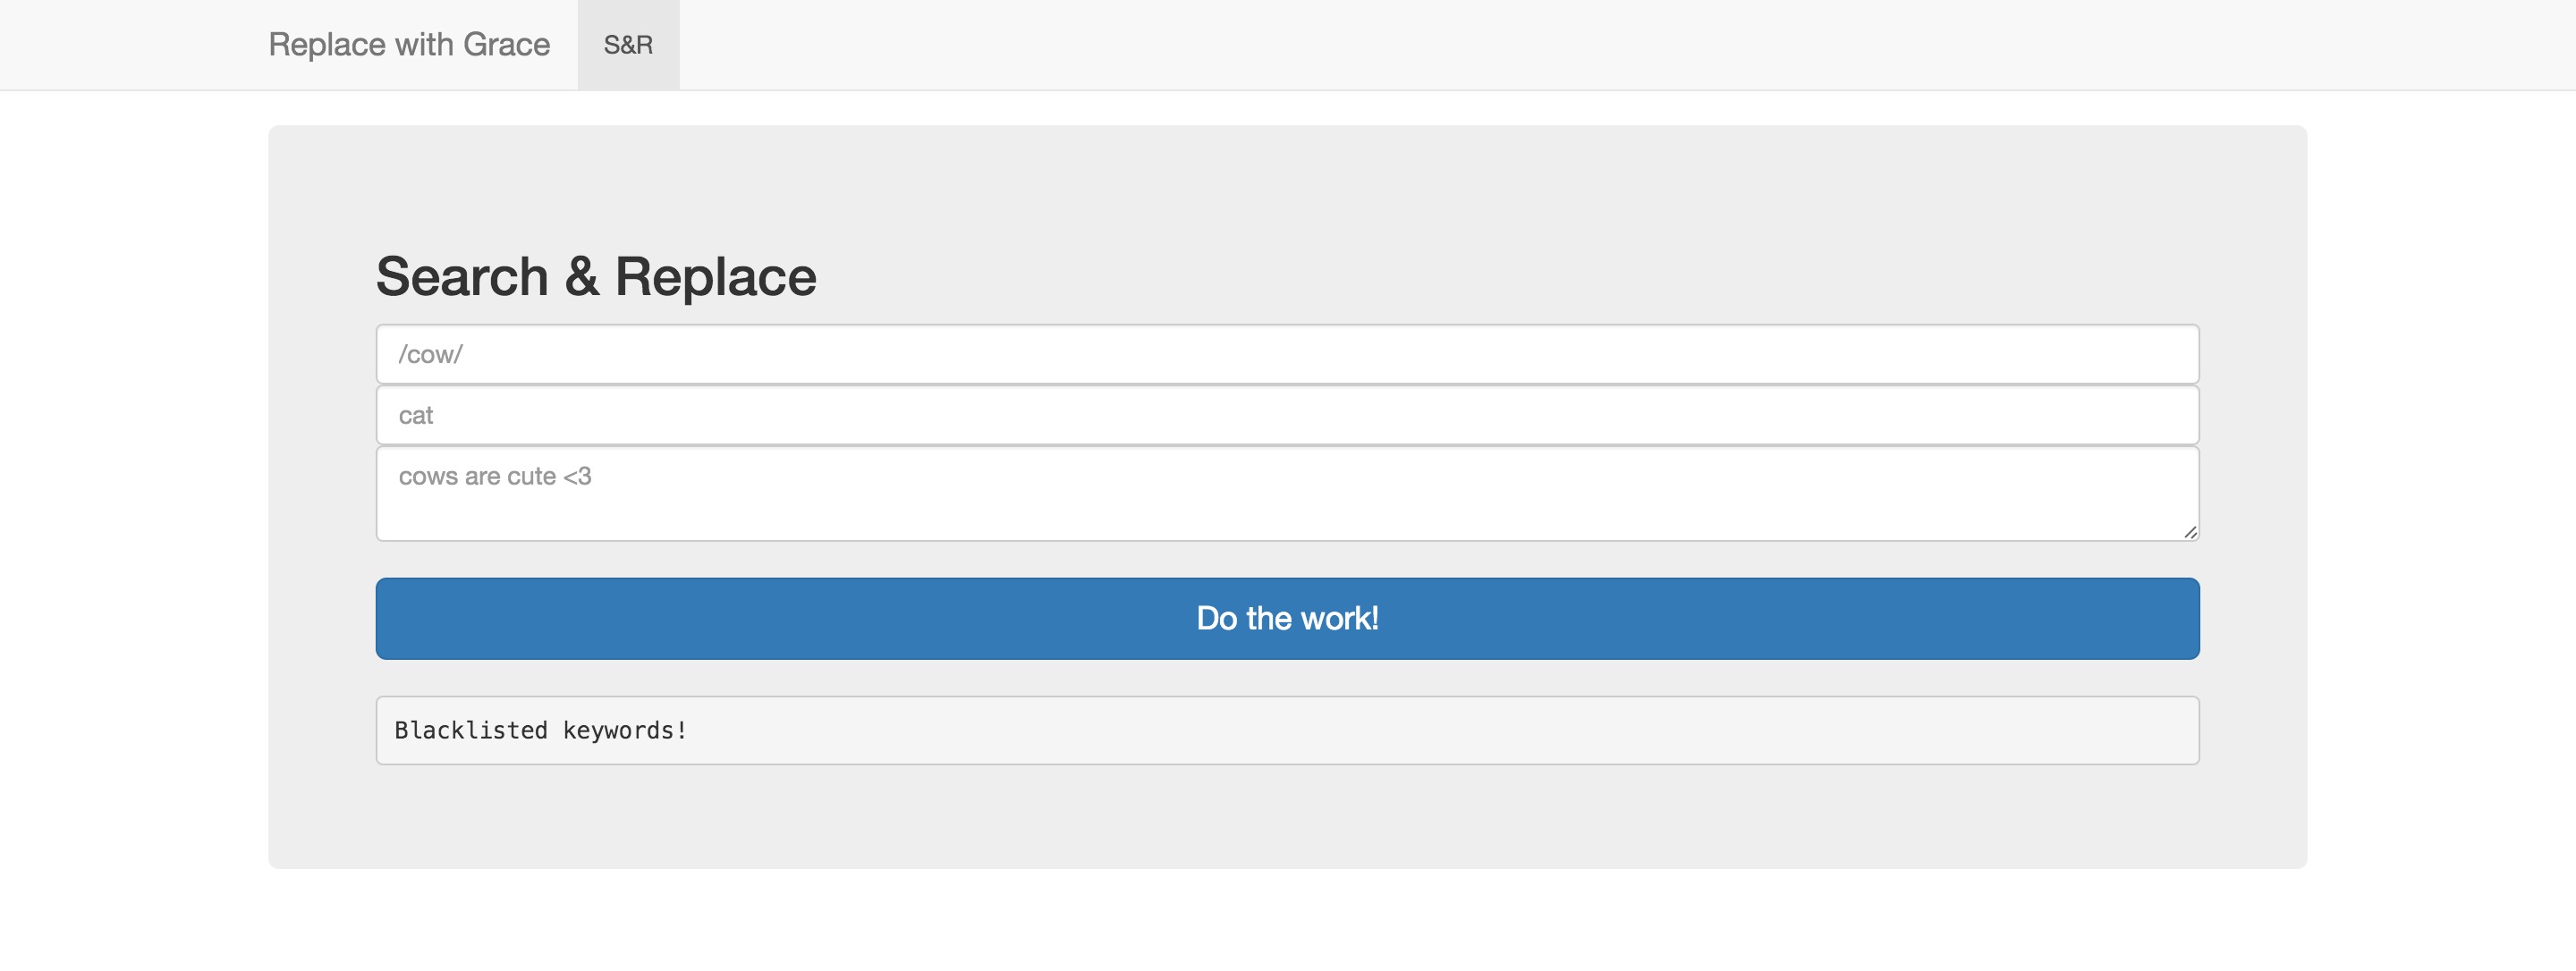 Replace with Grace S&R
Search & Replace
/cow/
cat
cows are cute <3
Do the work!
Blacklisted keywords!